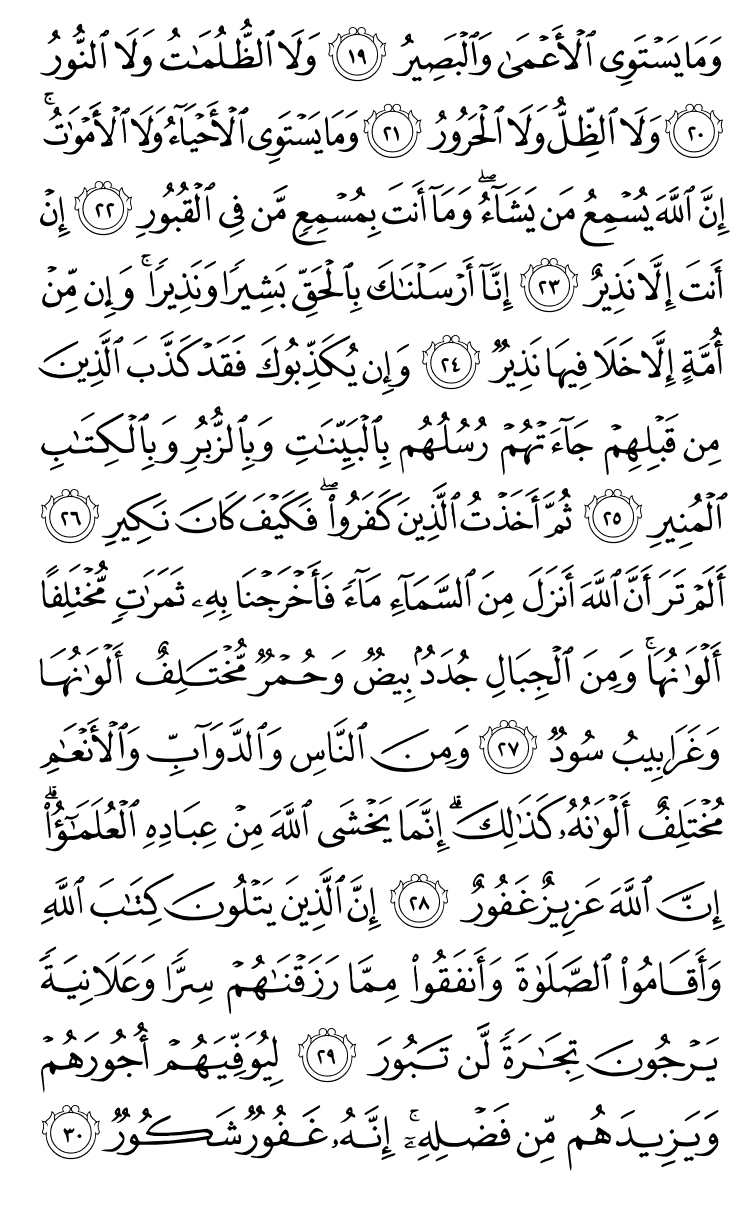 وَمَا يَسْتَوِى ٱلْأَعْمَىٰ وَٱلْبَصِيرُ ١٩ وَلَا ٱلظُّلُمَـٰتُ وَلَا ٱلنُّورُ
٢٠ وَلَا ٱلظِّلُّ وَلَا ٱلْحَرُورُ ٢١ وَمَا يَسْتَوِى ٱلْأَحْيَآءُ وَلَا ٱلْأَمْوَٰتُ ۚ
إِنَّ ٱللَّهَ يُسْمِعُ مَن يَشَآءُ ۖ وَمَآ أَنتَ بِمُسْمِعٍ مَّن فِى ٱلْقُبُورِ ٢٢ إِنْ
أَنتَ إِلَّا نَذِيرٌ ٢٣ إِنَّآ أَرْسَلْنَـٰكَ بِٱلْحَقِّ بَشِيرًا وَنَذِيرًا ۚ وَإِن مِّنْ
أُمَّةٍ إِلَّا خَلَا فِيهَا نَذِيرٌ ٢٤ وَإِن يُكَذِّبُوكَ فَقَدْ كَذَّبَ ٱلَّذِينَ
مِن قَبْلِهِمْ جَآءَتْهُمْ رُسُلُهُم بِٱلْبَيِّنَـٰتِ وَبِٱلزُّبُرِ وَبِٱلْكِتَـٰبِ
ٱلْمُنِيرِ ٢٥ ثُمَّ أَخَذْتُ ٱلَّذِينَ كَفَرُوا۟ ۖ فَكَيْفَ كَانَ نَكِيرِ ٢٦
أَلَمْ تَرَ أَنَّ ٱللَّهَ أَنزَلَ مِنَ ٱلسَّمَآءِ مَآءً فَأَخْرَجْنَا بِهِۦ ثَمَرَٰتٍ مُّخْتَلِفًا
أَلْوَٰنُهَا ۚ وَمِنَ ٱلْجِبَالِ جُدَدٌۢ بِيضٌ وَحُمْرٌ مُّخْتَلِفٌ أَلْوَٰنُهَا
وَغَرَابِيبُ سُودٌ ٢٧ وَمِنَ ٱلنَّاسِ وَٱلدَّوَآبِّ وَٱلْأَنْعَـٰمِ
مُخْتَلِفٌ أَلْوَٰنُهُۥ كَذَٰلِكَ ۗ إِنَّمَا يَخْشَى ٱللَّهَ مِنْ عِبَادِهِ ٱلْعُلَمَـٰٓؤُا۟ ۗ
إِنَّ ٱللَّهَ عَزِيزٌ غَفُورٌ ٢٨ إِنَّ ٱلَّذِينَ يَتْلُونَ كِتَـٰبَ ٱللَّهِ
وَأَقَامُوا۟ ٱلصَّلَوٰةَ وَأَنفَقُوا۟ مِمَّا رَزَقْنَـٰهُمْ سِرًّا وَعَلَانِيَةً
يَرْجُونَ تِجَـٰرَةً لَّن تَبُورَ ٢٩ لِيُوَفِّيَهُمْ أُجُورَهُمْ
وَيَزِيدَهُم مِّن فَضْلِهِۦٓ ۚ إِنَّهُۥ غَفُورٌ شَكُورٌ ٣٠